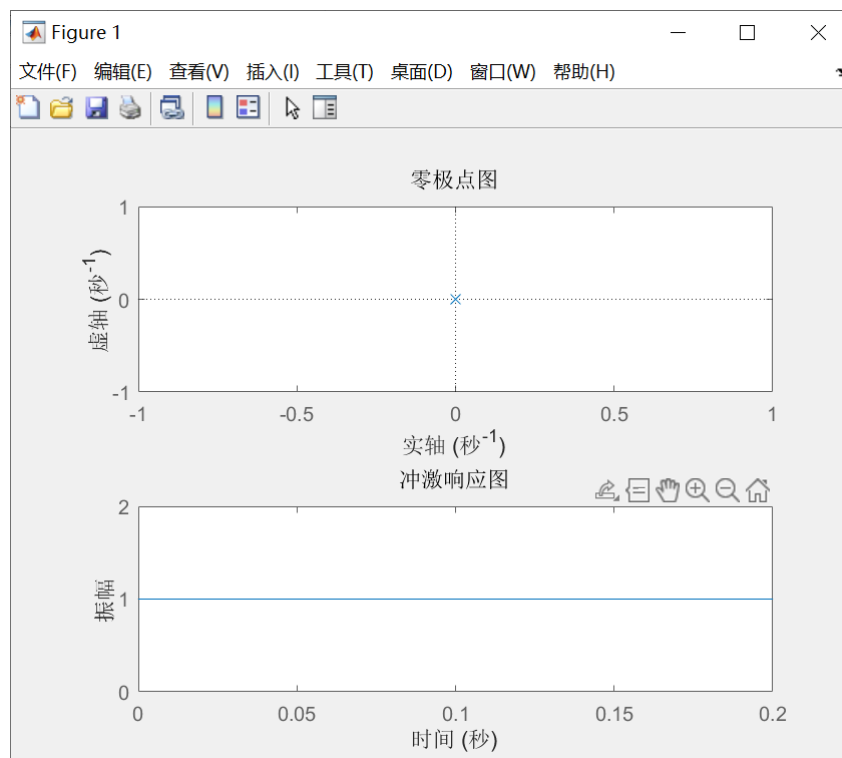 Figure 1
文件(F) 编辑(E) 查看(V) 插入(I) 工具(T) 桌面(D) 窗口(W) 帮助(H)
零极点图
1
0
-1
虚轴 (秒⁻¹)
-1 -0.5 0 0.5 1
实轴 (秒⁻¹)
冲激响应图
2
1
0
振幅
0 0.05 0.1 0.15 0.2
时间 (秒)